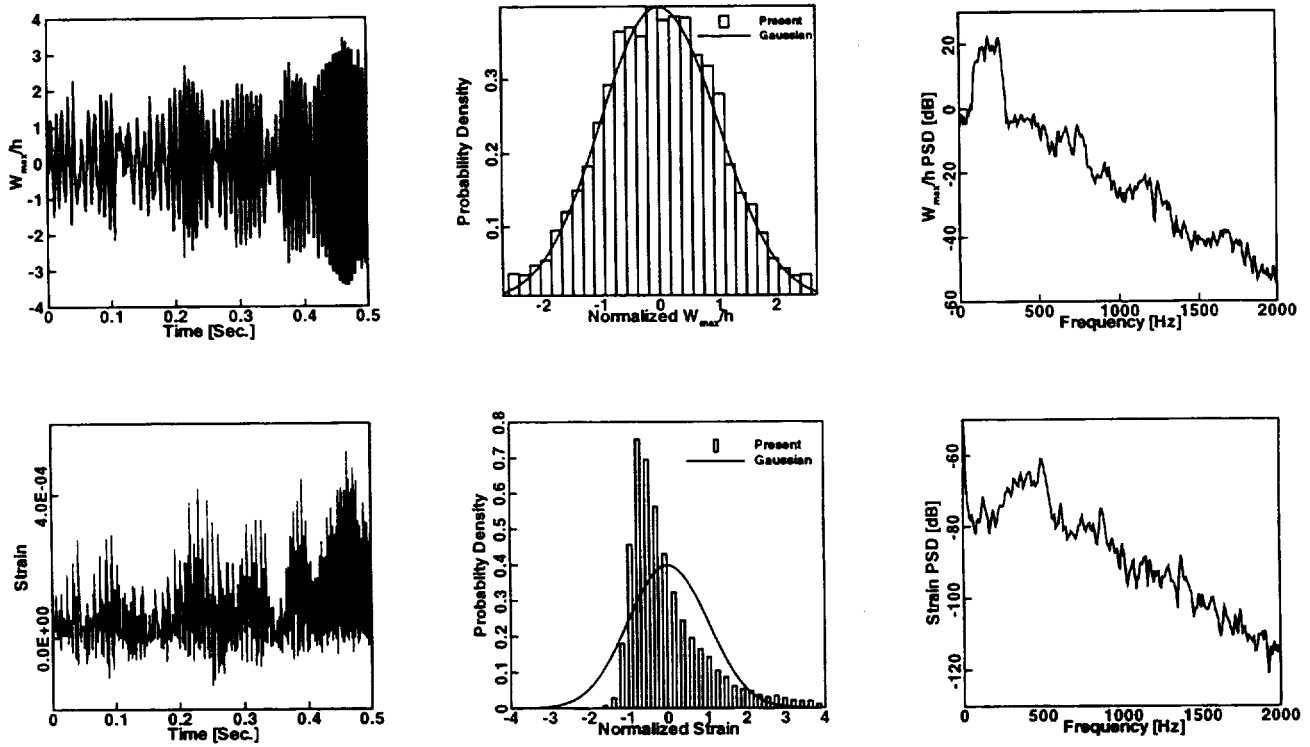 4
3
2
1
0
-1
-2
-3
-4
W_max/h
0 0.1 0.2 0.3 0.4 0.5
Time [Sec.]
Present
Gaussian
0.3
0.2
0.1
Probability Density
-2 -1 0 1 2
Normalized W_max/h
20
0
-20
-40
-60
W_max/h PSD [dB]
0 500 1000 1500 2000
Frequency [Hz]
4.0E-04
0.0E+00
Strain
0 0.1 0.2 0.3 0.4 0.5
Time [Sec.]
Present
Gaussian
0.8
0.7
0.6
0.5
0.4
0.3
0.2
0.1
0
Probablity Density
-4 -3 -2 -1 0 1 2 3 4
Normalized Strain
-60
-80
-100
-120
Strain PSD [dB]
0 500 1000 1500 2000
Frequency [Hz]